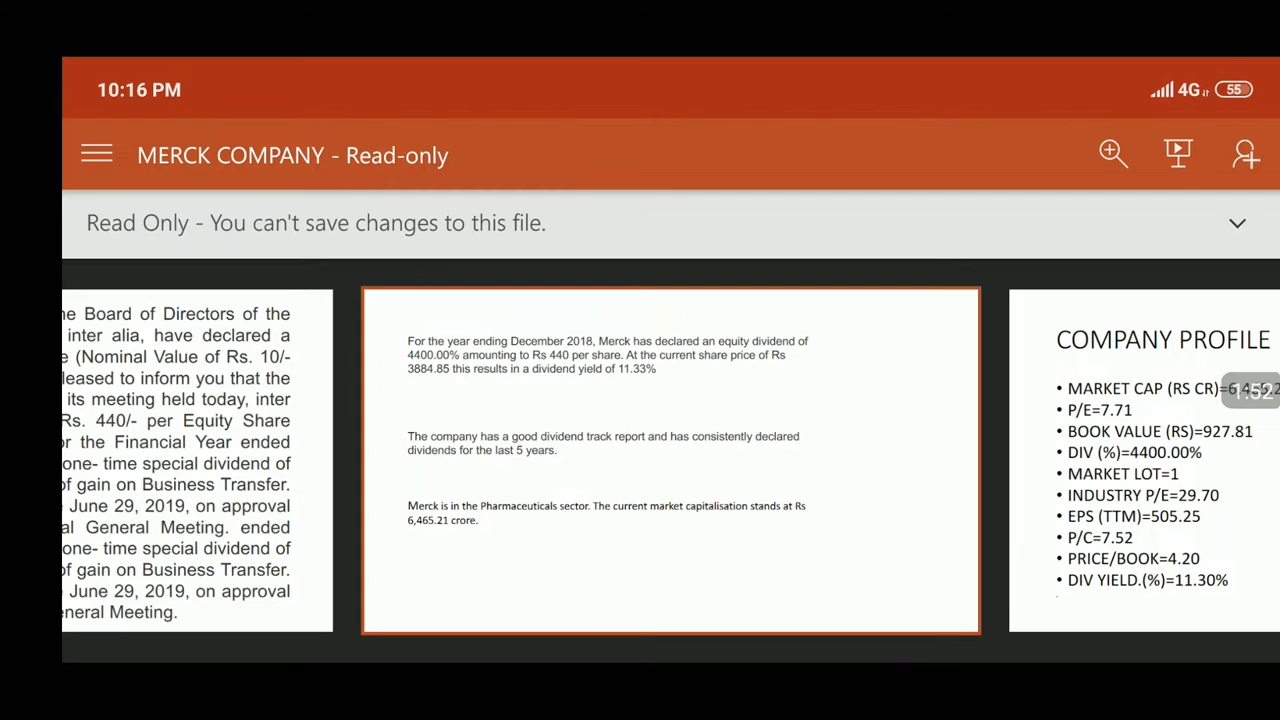 10:16 PM
4G
55
MERCK COMPANY - Read-only
Read Only - You can't save changes to this file.
Board of Directors of the
inter alia, have declared a
(Nominal Value of Rs. 10/-
leased to inform you that the
its meeting held today, inter
Rs. 440/- per Equity Share
or the Financial Year ended
one- time special dividend of
of gain on Business Transfer.
June 29, 2019, on approval
al General Meeting. ended
one- time special dividend of
of gain on Business Transfer.
June 29, 2019, on approval
eneral Meeting.
For the year ending December 2018, Merck has declared an equity dividend of
4400.00% amounting to Rs 440 per share. At the current share price of Rs
3884.85 this results in a dividend yield of 11.33%
The company has a good dividend track report and has consistently declared
dividends for the last 5 years.
Merck is in the Pharmaceuticals sector. The current market capitalisation stands at Rs
6,465.21 crore.
COMPANY PROFILE
• MARKET CAP (RS CR)=
• P/E=7.71
• BOOK VALUE (RS)=927.81
• DIV (%)=4400.00%
• MARKET LOT=1
• INDUSTRY P/E=29.70
• EPS (TTM)=505.25
• P/C=7.52
• PRICE/BOOK=4.20
• DIV YIELD.(%)=11.30%
1:52